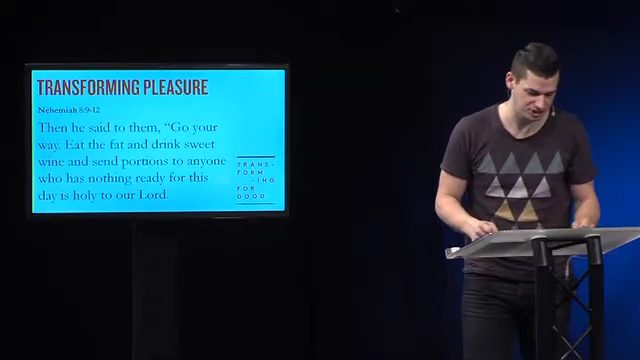 TRANSFORMING PLEASURE
Nehemiah 8:9-12
Then he said to them, “Go your
way. Eat the fat and drink sweet
wine and send portions to anyone
who has nothing ready for this
day is holy to our Lord.
TRANS-
FORM
-ING
FOR
GOOD